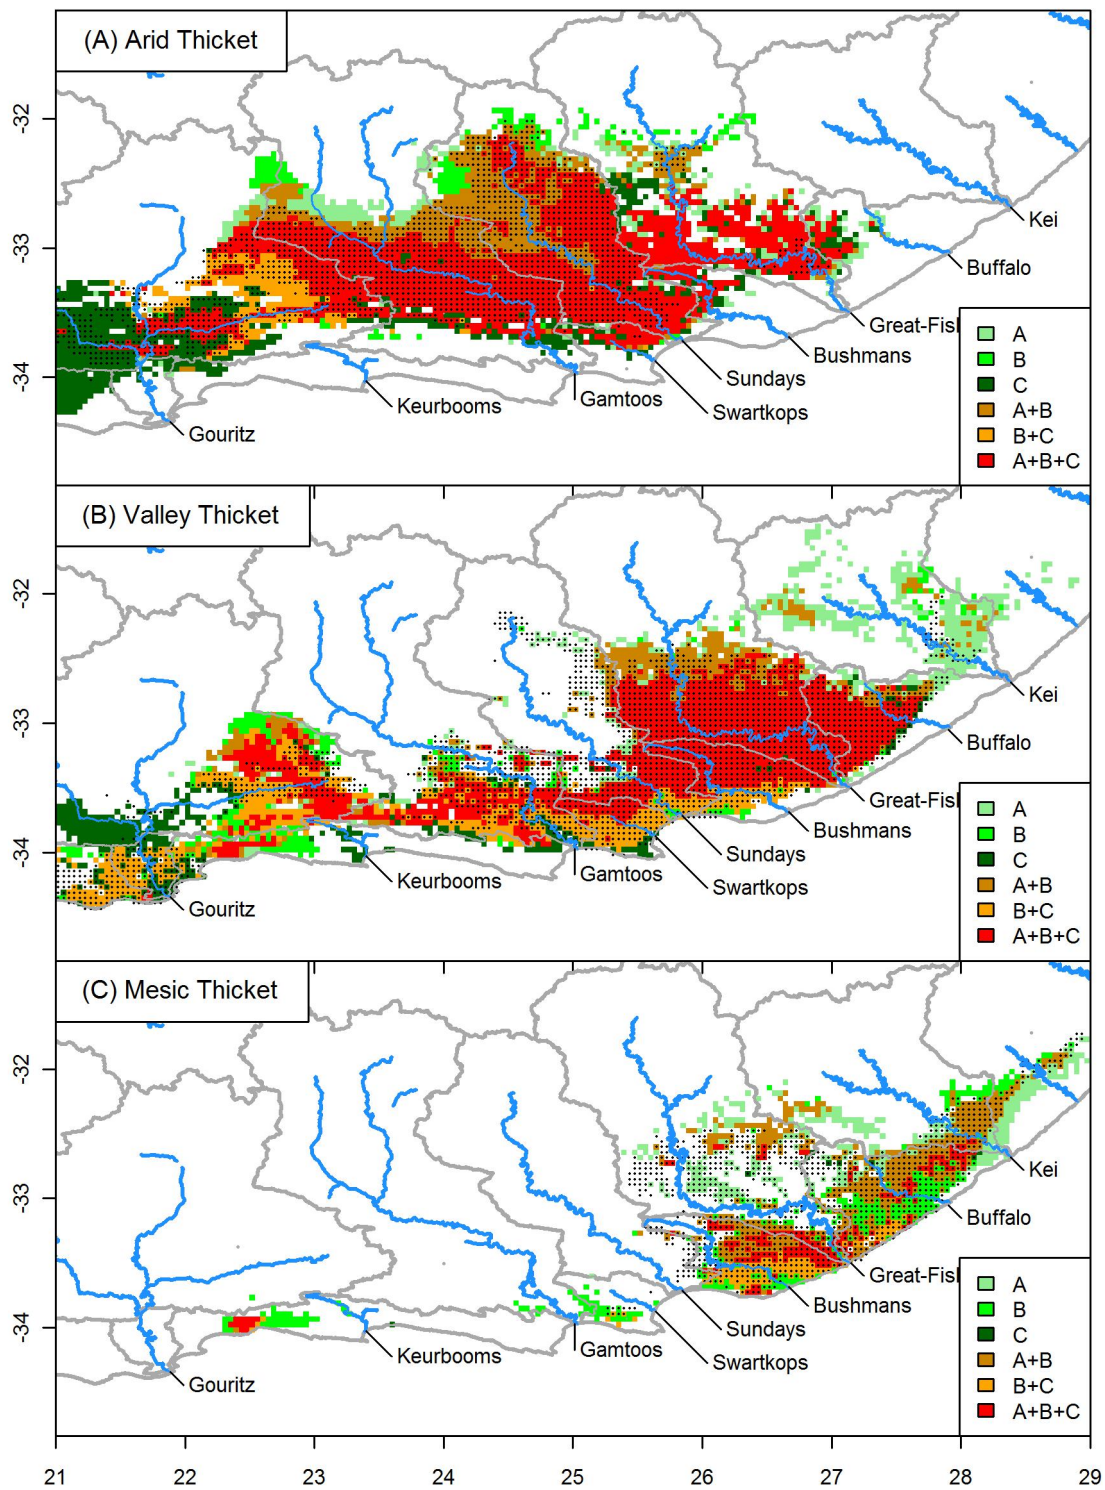 (A) Arid Thicket
-32
-33
-34
Kei
Buffalo
Great-Fisl
Bushmans
Sundays
Swartkops
Gamtoos
Keurbooms
Gouritz
A
B
C
A+B
B+C
A+B+C
(B) Valley Thicket
-32
-33
-34
Kei
Buffalo
Great-Fisl
Bushmans
Sundays
Swartkops
Gamtoos
Keurbooms
Gouritz
A
B
C
A+B
B+C
A+B+C
(C) Mesic Thicket
-32
-33
-34
Kei
Buffalo
Great-Fisl
Bushmans
Sundays
Swartkops
Gamtoos
Keurbooms
Gouritz
A
B
C
A+B
B+C
A+B+C
21 22 23 24 25 26 27 28 29